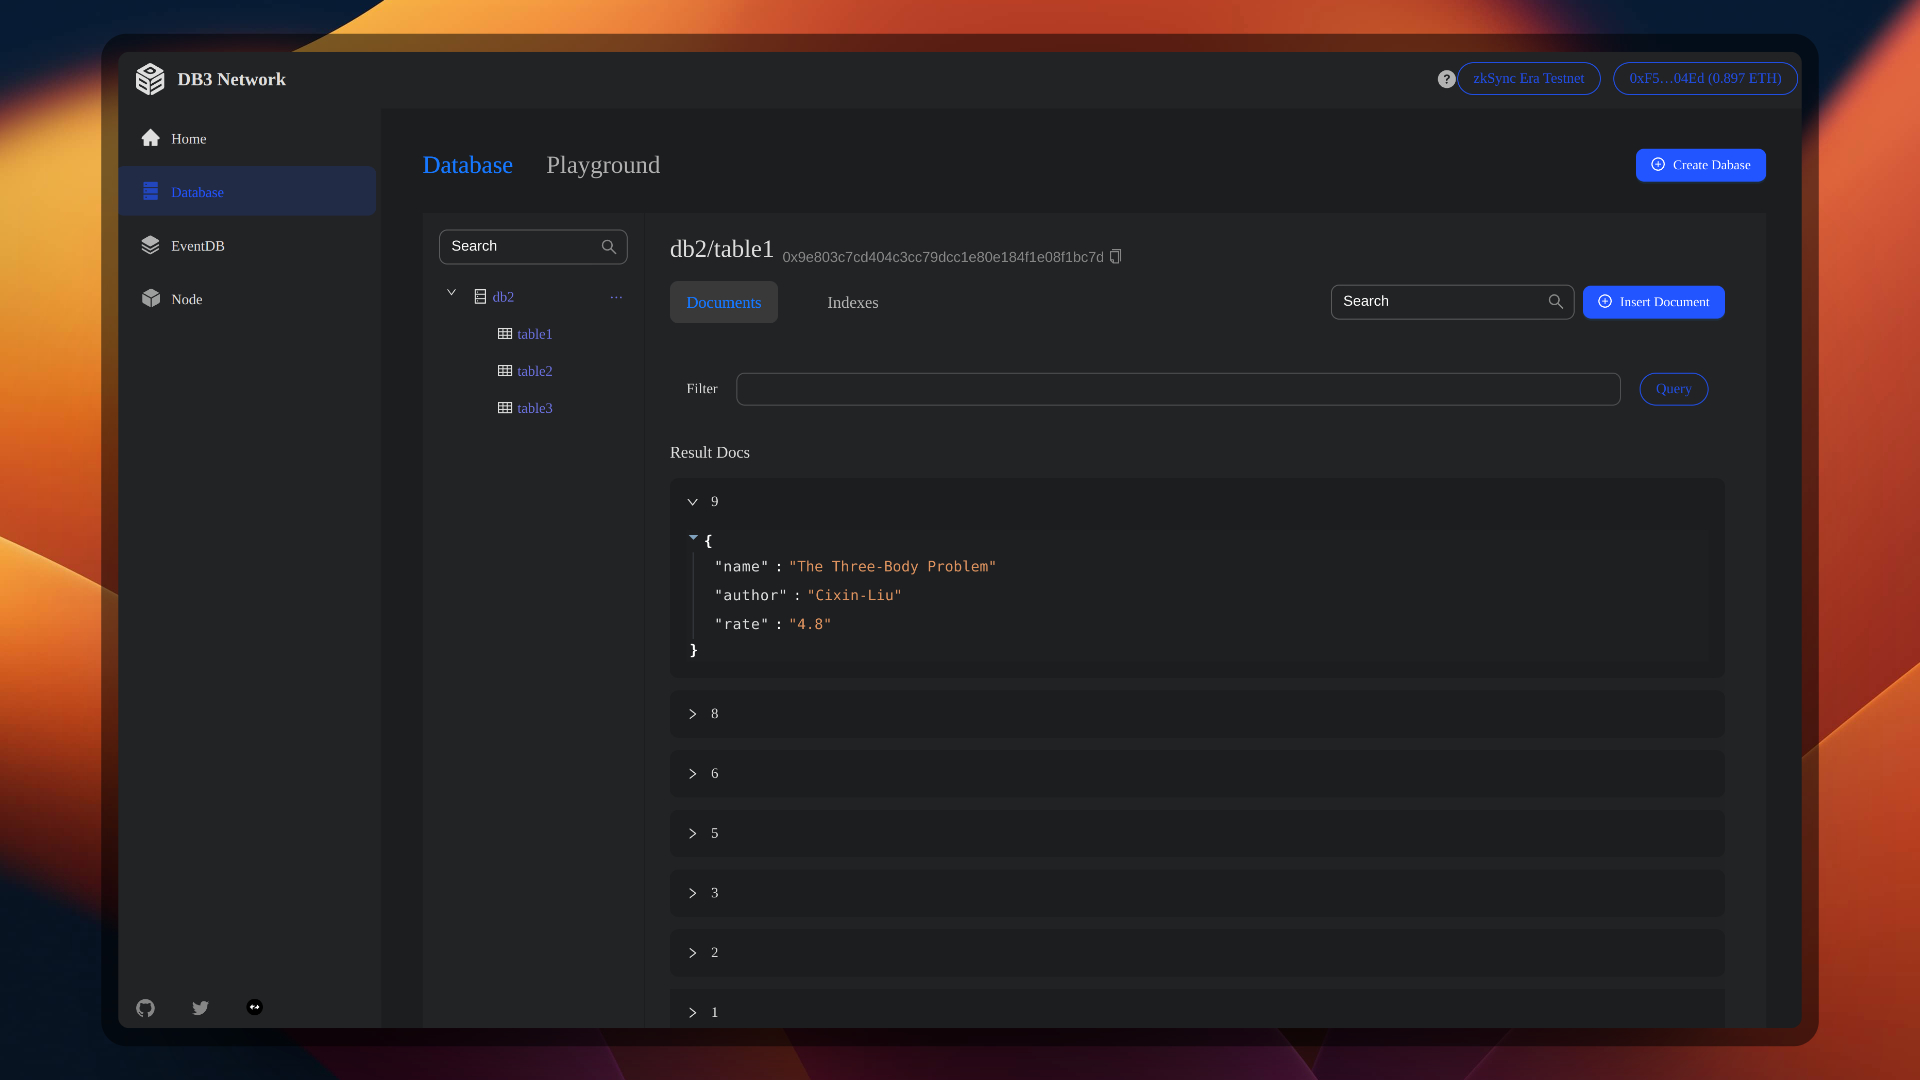 DB3 Network
?
zkSync Era Testnet
0xF5...04Ed (0.897 ETH)
Home
Database
EventDB
Node
Database
Playground
Create Dabase
Search
db2
...
table1
table2
table3
db2/table1 0x9e803c7cd404c3cc79dcc1e80e184f1e08f1bc7d
Documents
Indexes
Search
Insert Document
Filter
Query
Result Docs
9
{
"name" : "The Three-Body Problem"
"author" : "Cixin-Liu"
"rate" : "4.8"
}
8
6
5
3
2
1